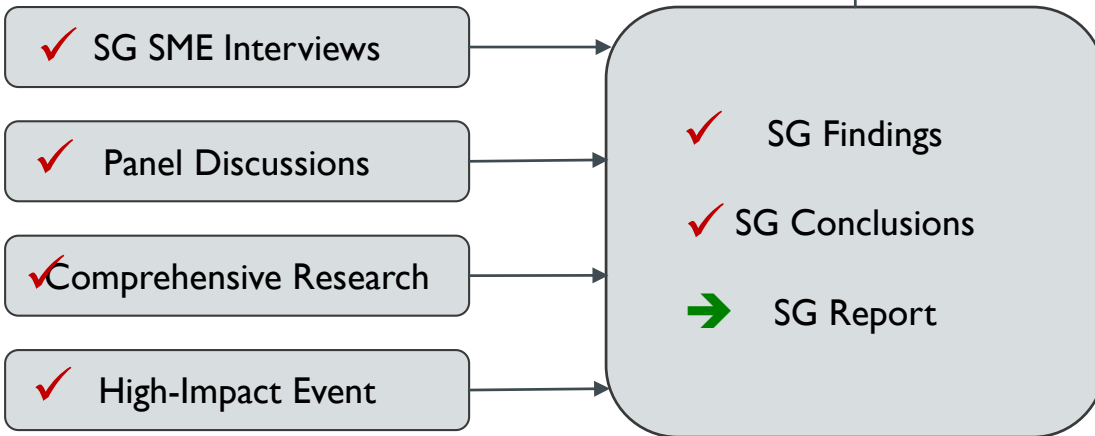 SG SME Interviews
Panel Discussions
Comprehensive Research
High-Impact Event
SG Findings
SG Conclusions
SG Report